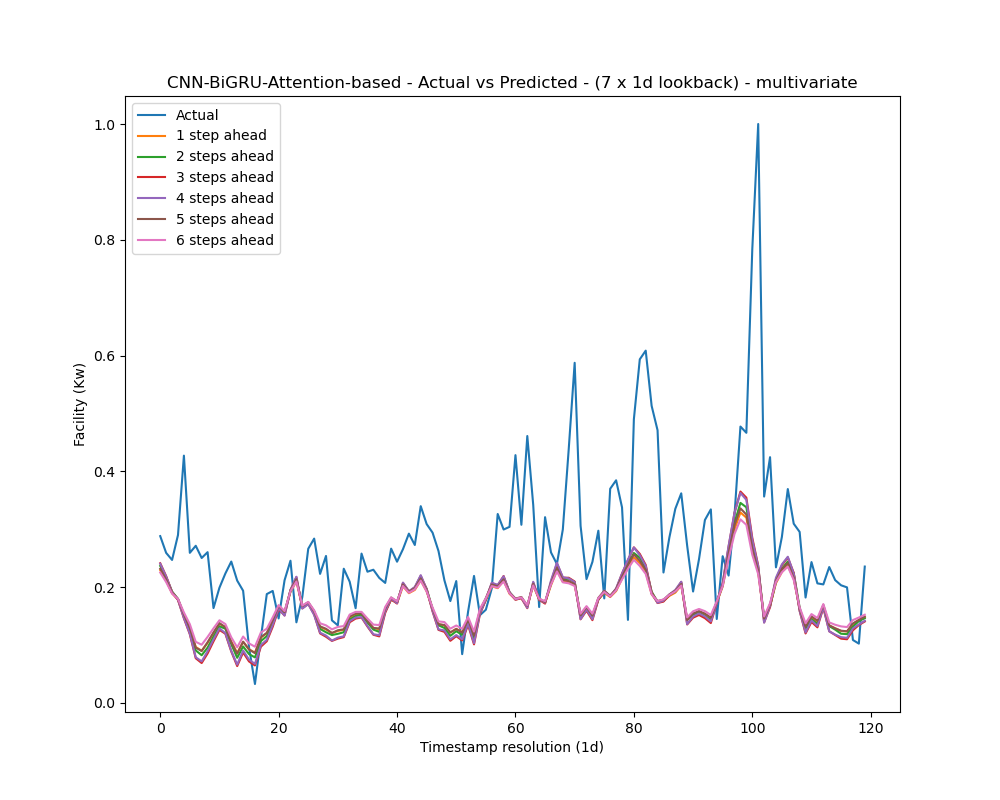 CNN-BiGRU-Attention-based - Actual vs Predicted - (7 x 1d lookback) - multivariate
Actual
1 step ahead
2 steps ahead
3 steps ahead
4 steps ahead
5 steps ahead
6 steps ahead
Facility (Kw)
1.0
0.8
0.6
0.4
0.2
0.0
0 20 40 60 80 100 120
Timestamp resolution (1d)